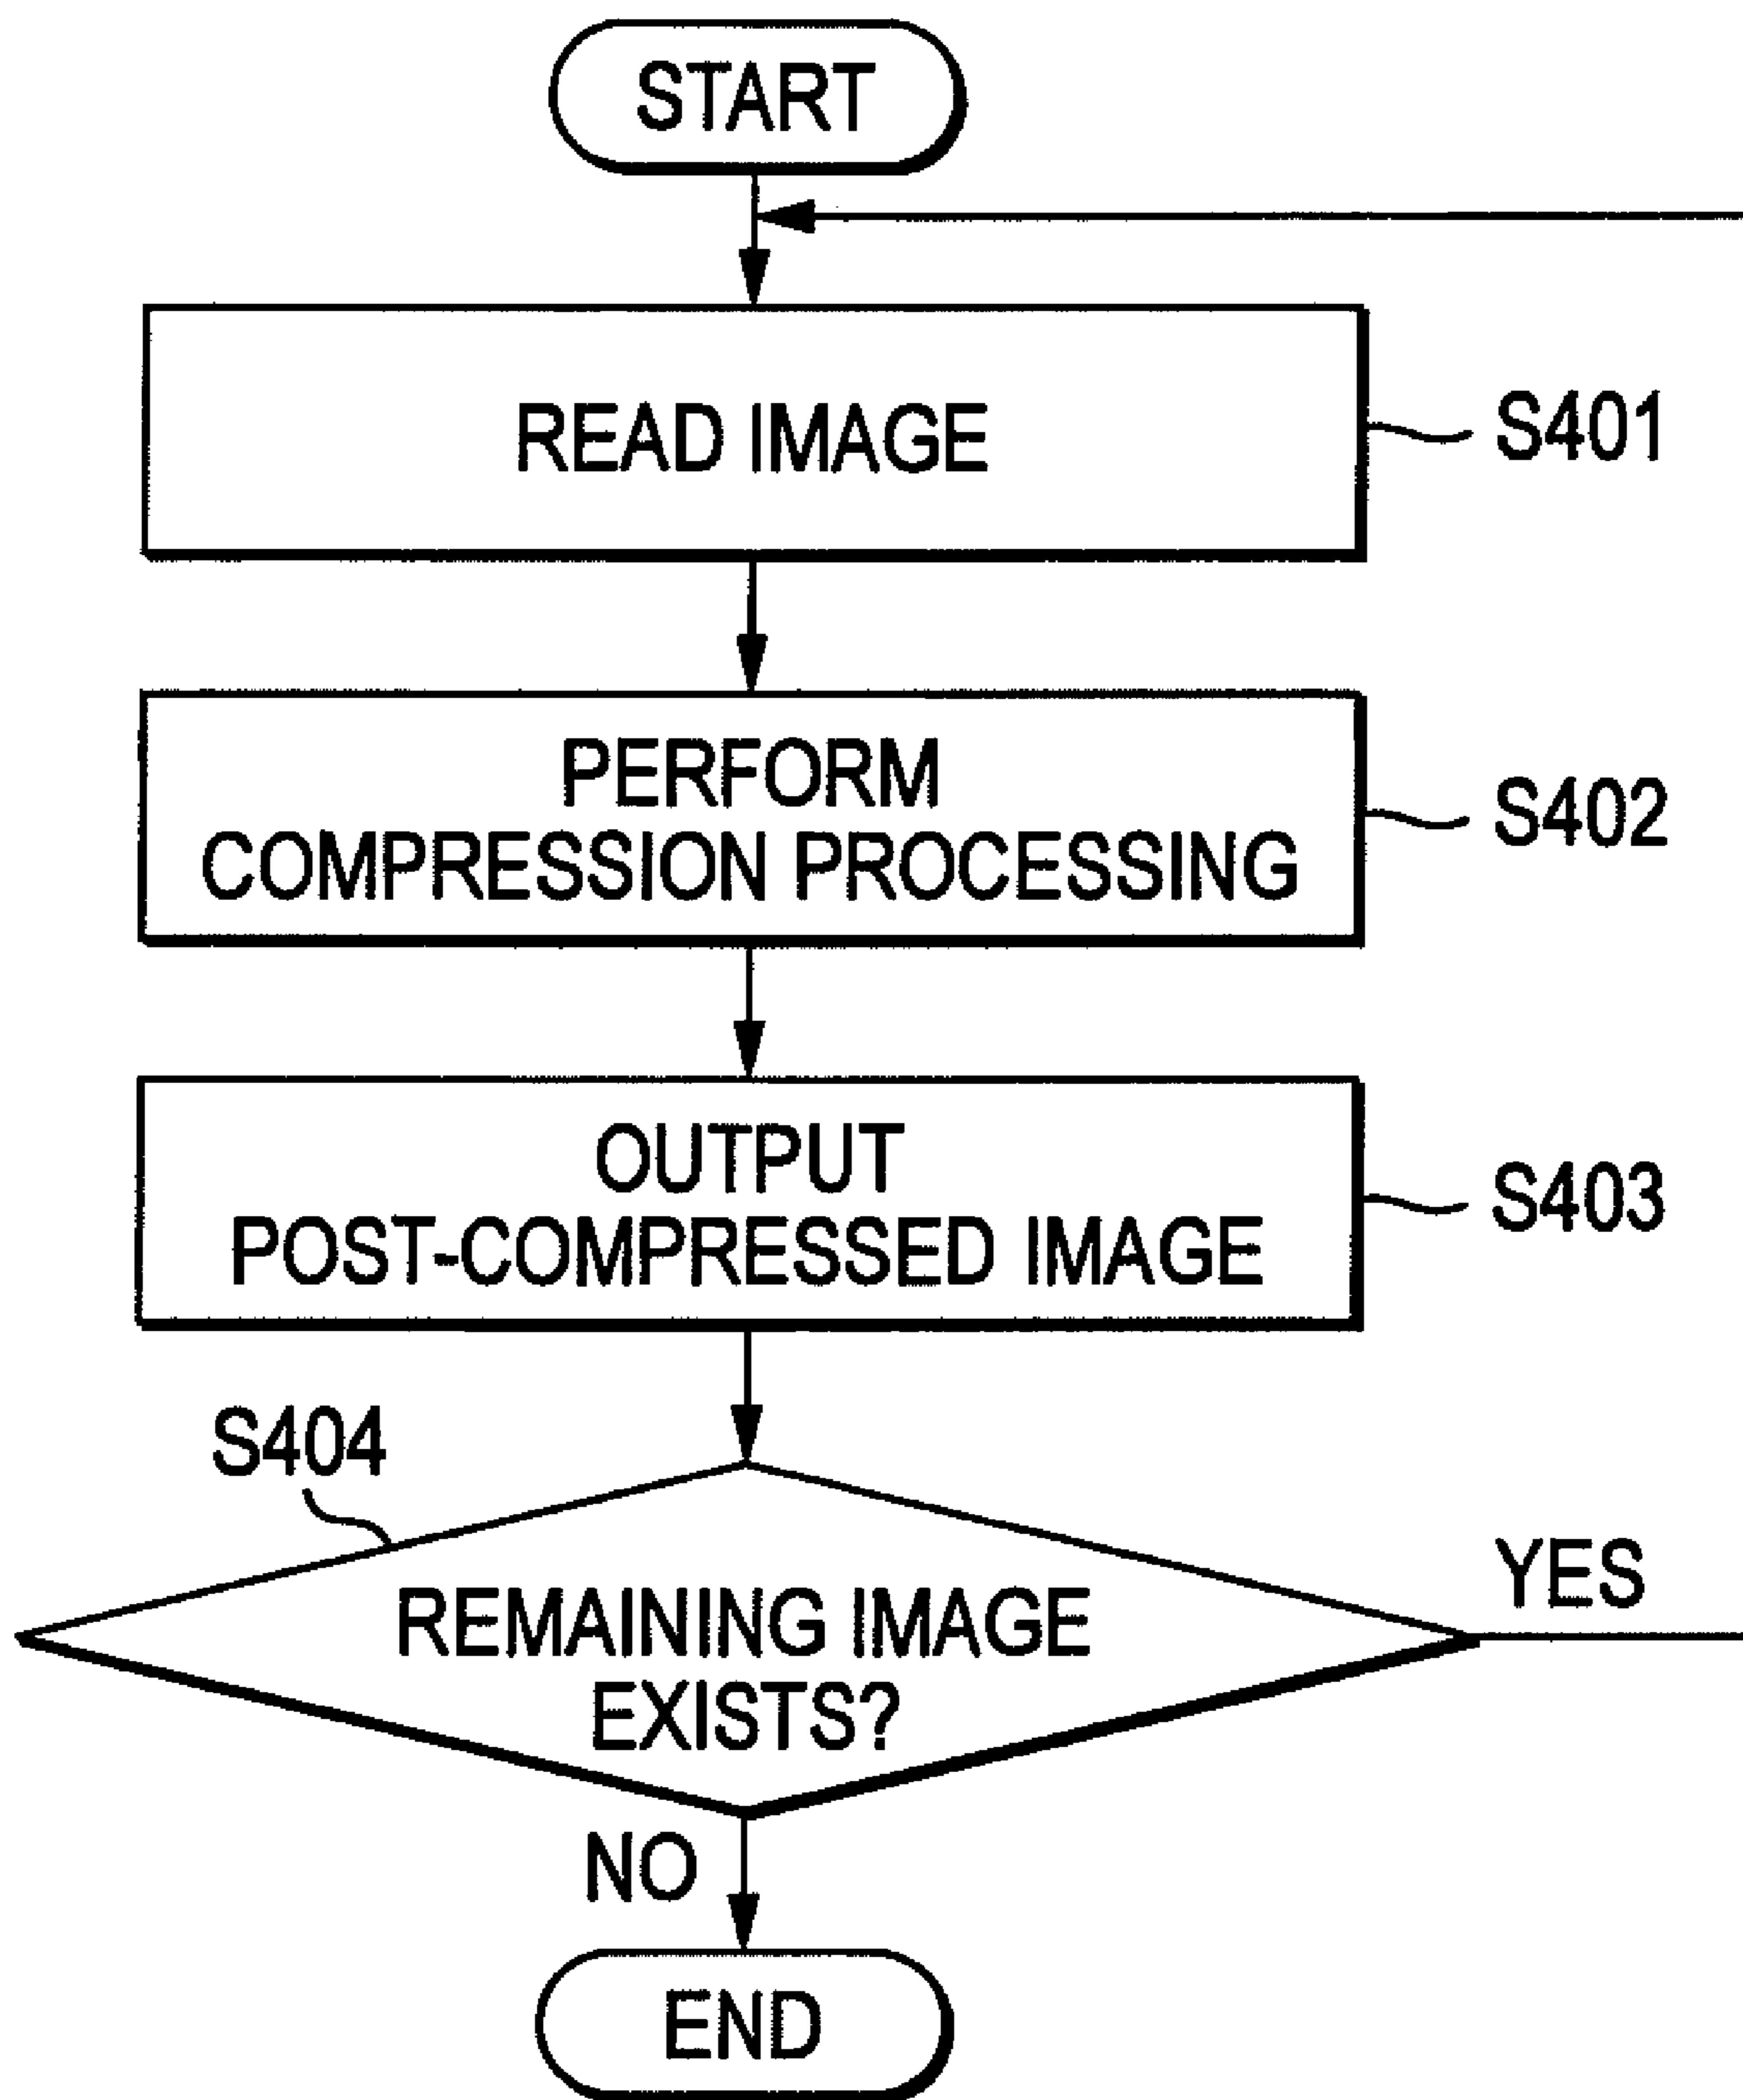 START
READ IMAGE
S401
PERFORM
COMPRESSION PROCESSING
S402
OUTPUT
POST-COMPRESSED IMAGE
S403
S404
REMAINING IMAGE
EXISTS?
YES
NO
END